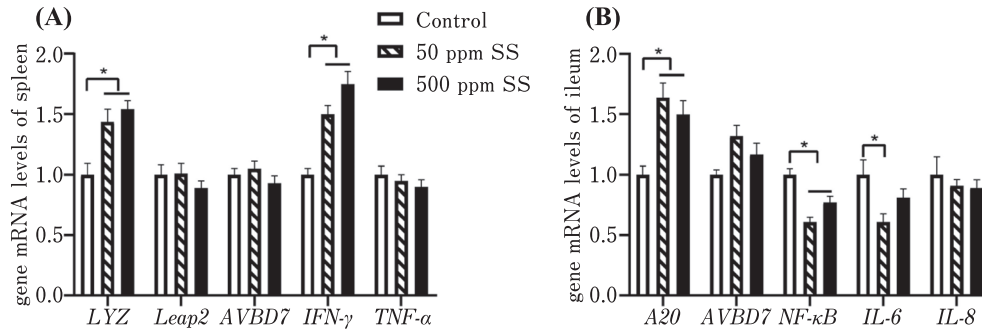 (A)
gene mRNA levels of spleen
2.0
1.5
1.0
0.5
0.0
*
*
LYZ Leap2 AVBD7 IFN-γ TNF-α
Control
50 ppm SS
500 ppm SS
(B)
gene mRNA levels of ileum
2.0
1.5
1.0
0.5
0.0
*
*
*
A20 AVBD7 NF-κB IL-6 IL-8